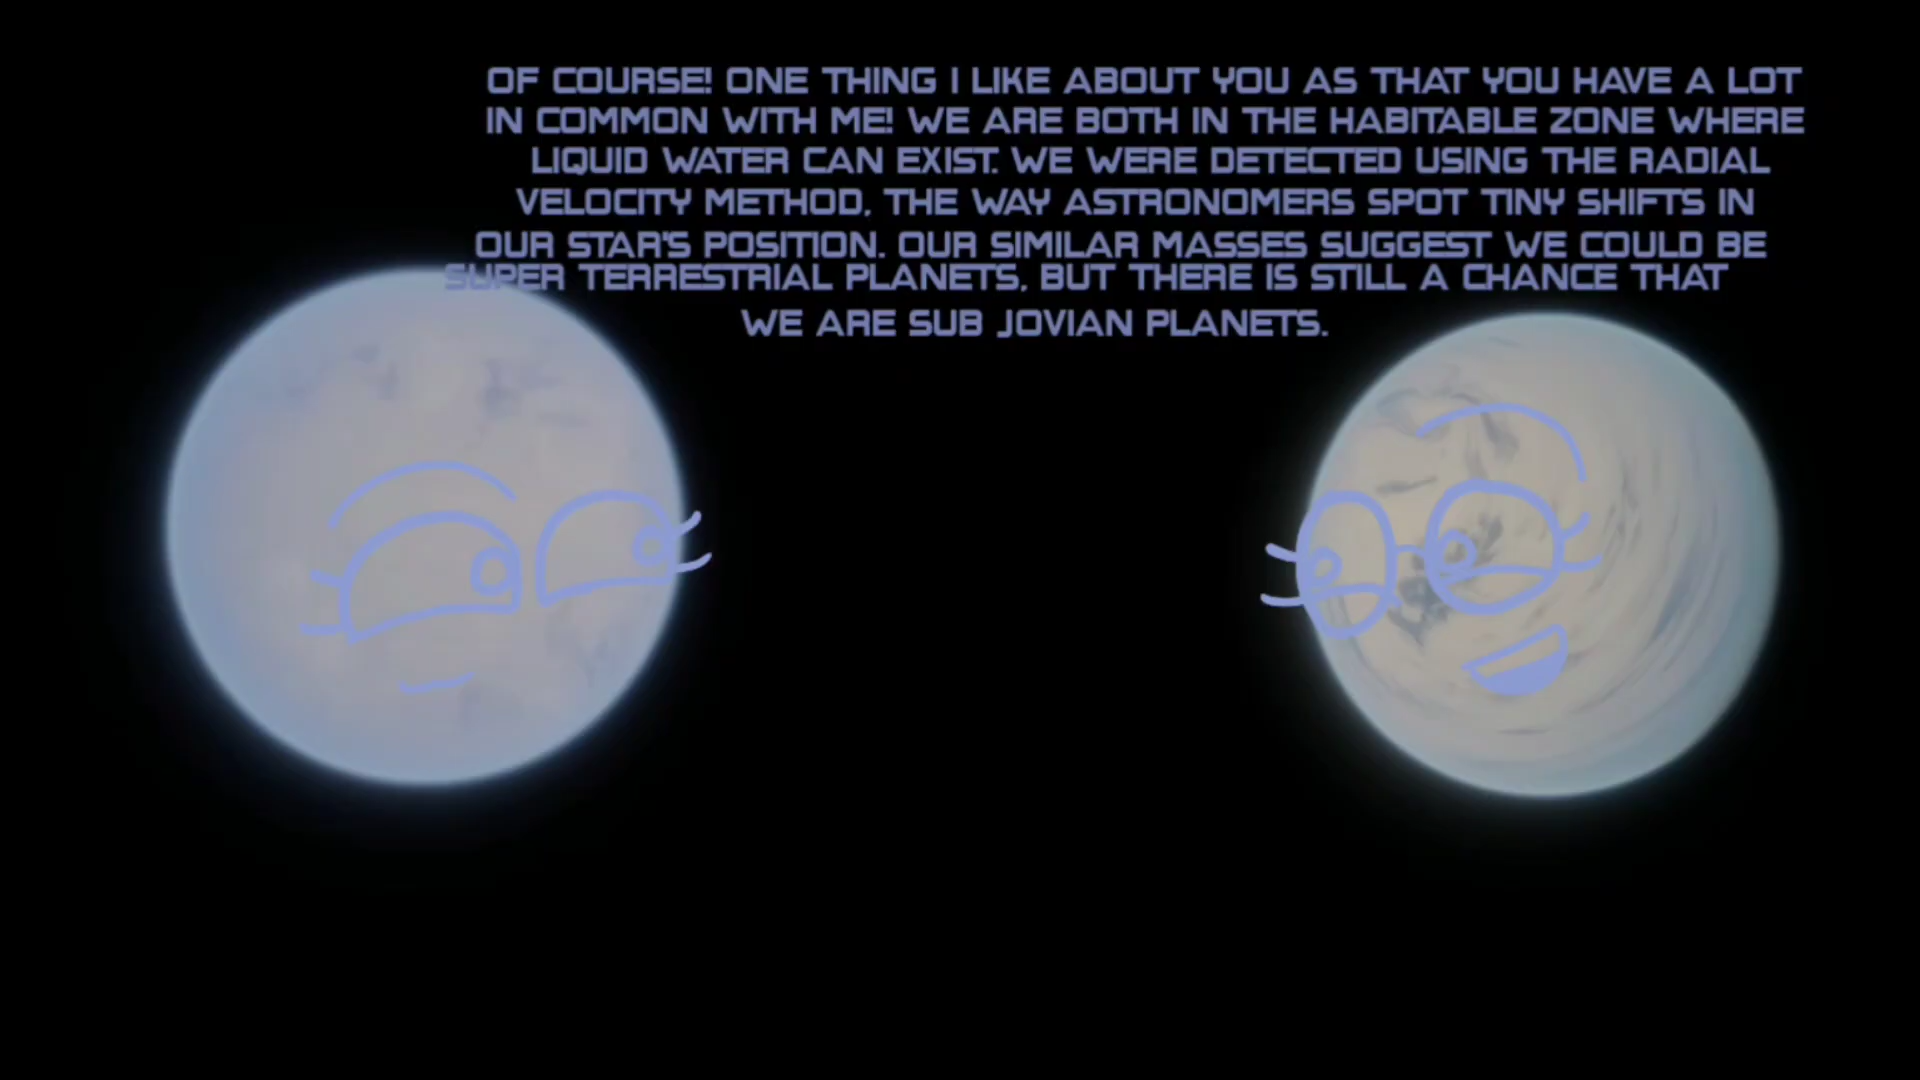 OF COURSE! ONE THING I LIKE ABOUT YOU AS THAT YOU HAVE A LOT
IN COMMON WITH ME! WE ARE BOTH IN THE HABITABLE ZONE WHERE
LIQUID WATER CAN EXIST. WE WERE DETECTED USING THE RADIAL
VELOCITY METHOD, THE WAY ASTRONOMERS SPOT TINY SHIFTS IN
OUR STAR'S POSITION. OUR SIMILAR MASSES SUGGEST WE COULD BE
SUPER TERRESTRIAL PLANETS, BUT THERE IS STILL A CHANCE THAT
WE ARE SUB JOVIAN PLANETS.